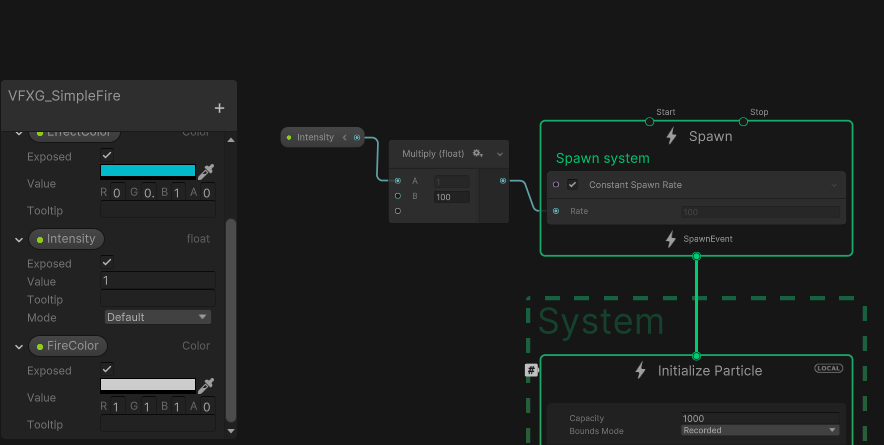 VFXG_SimpleFire
+
EffectColor Color
Exposed
Value
R 0 G 0. B 1 A 0
Tooltip
Intensity float
Exposed
Value 1
Tooltip
Mode Default
FireColor Color
Exposed
Value
R 1 G 1 B 1 A 0
Tooltip
Intensity
Multiply (float)
A 1
B 100
Start Stop
Spawn
Spawn system
Constant Spawn Rate
Rate 100
SpawnEvent
System
#
Initialize Particle LOCAL
Capacity 1000
Bounds Mode Recorded